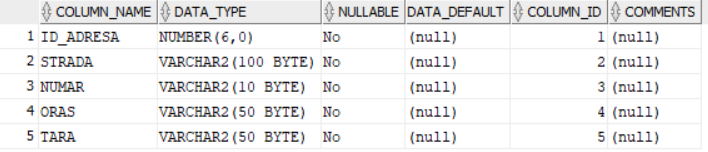 COLUMN_NAME DATA_TYPE NULLABLE DATA_DEFAULT COLUMN_ID COMMENTS
1 ID_ADRESA NUMBER(6,0) No (null) 1 (null)
2 STRADA VARCHAR2(100 BYTE) No (null) 2 (null)
3 NUMAR VARCHAR2(10 BYTE) No (null) 3 (null)
4 ORAS VARCHAR2(50 BYTE) No (null) 4 (null)
5 TARA VARCHAR2(50 BYTE) No (null) 5 (null)